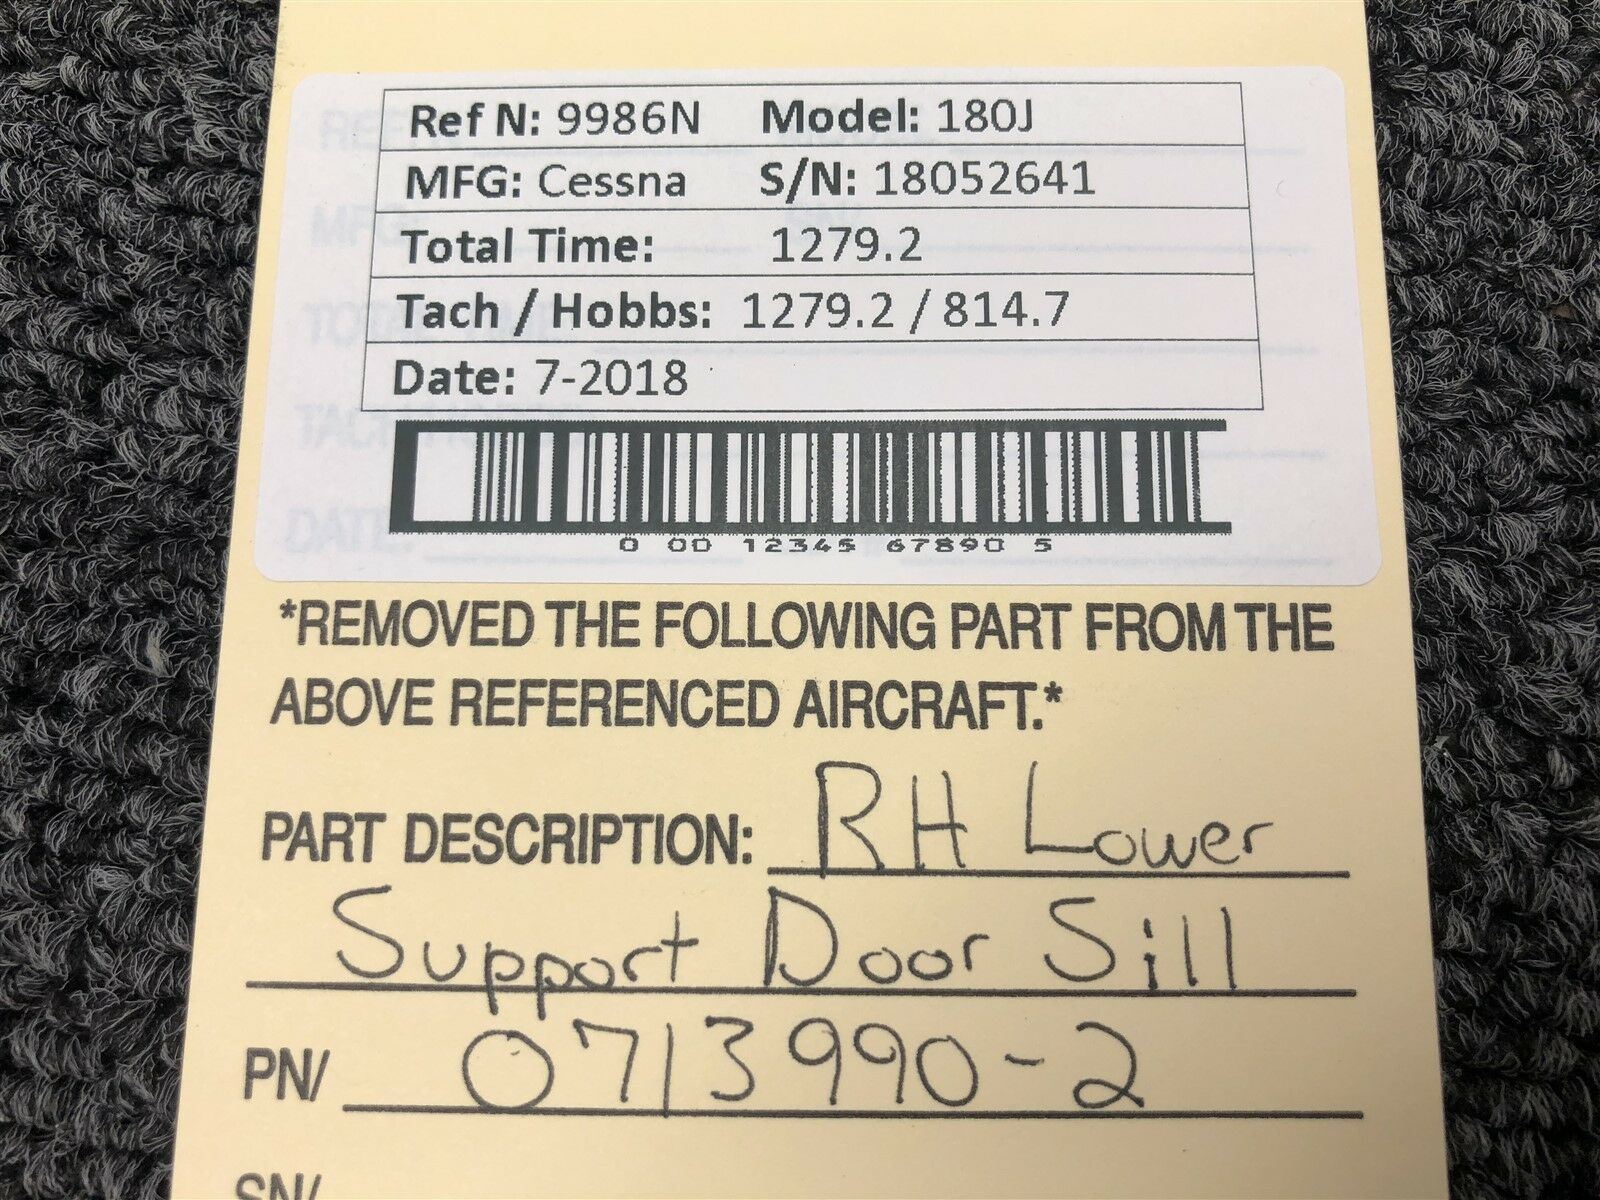 Ref N: 9986N Model: 180J
MFG: Cessna S/N: 18052641
Total Time: 1279.2
Tach / Hobbs: 1279.2 / 814.7
Date: 7-2018
0 00 12345 67890 5
*REMOVED THE FOLLOWING PART FROM THE
ABOVE REFERENCED AIRCRAFT.*
PART DESCRIPTION: RH Lower
Support Door Sill
PN/ 0713990-2
SN/